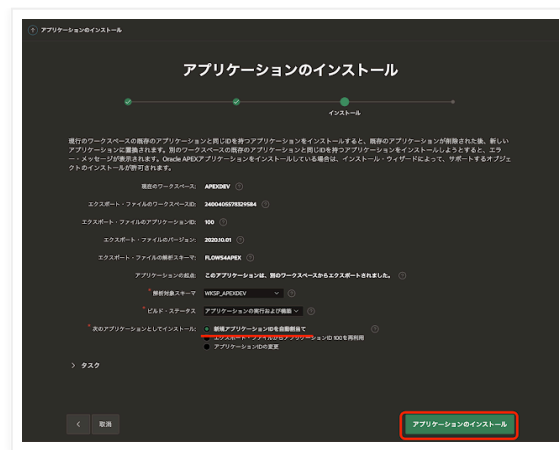 アプリケーションのインストール
アプリケーションのインストール
インストール
現行のワークスペースの既存のアプリケーションと同じIDを持つアプリケーションをインストールすると、既存のアプリケーションが削除された後、新しい
アプリケーションに置換されます。別のワークスペースの既存のアプリケーションと同じIDを持つアプリケーションをインストールしようとすると、エラ
ー・メッセージが表示されます。Oracle APEXアプリケーションをインストールしている場合は、インストール・ウィザードによって、サポートするオブジェ
クトのインストールが許可されます。
現在のワークスペース: APEXDEV
エクスポート・ファイルのワークスペースID: 2400405578329584
エクスポート・ファイルのアプリケーションID: 100
エクスポート・ファイルのバージョン: 2020.10.01
エクスポート・ファイルの解析スキーマ: FLOWS4APEX
アプリケーションの起点: このアプリケーションは、別のワークスペースからエクスポートされました。
* 解析対象スキーマ WKSP_APEXDEV
* ビルド・ステータス アプリケーションの実行および構築
* 次のアプリケーションとしてインストール: 新規アプリケーションIDを自動割当て
エクスポート・ファイルからアプリケーションID 100を再利用
アプリケーションIDの変更
> タスク
< 取消 アプリケーションのインストール